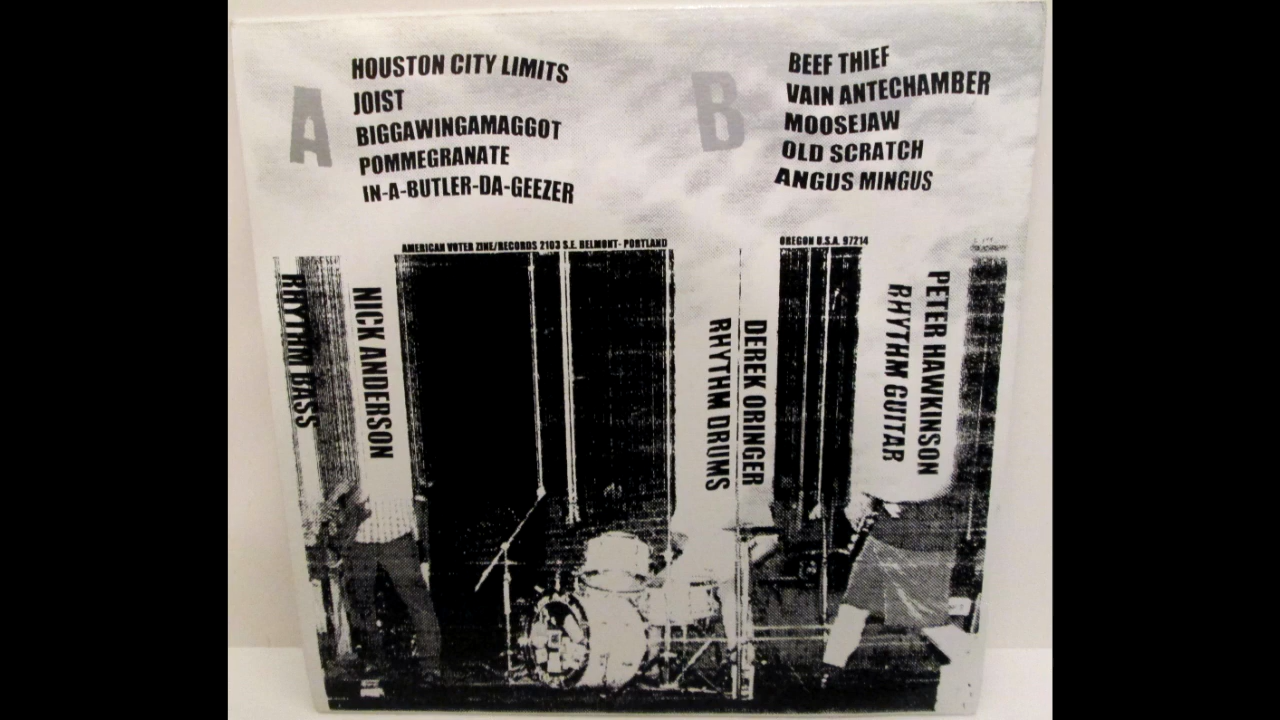 A
HOUSTON CITY LIMITS
JOIST
BIGGAWINGAMAGGOT
POMMEGRANATE
IN-A-BUTLER-DA-GEEZER
B
BEEF THIEF
VAIN ANTECHAMBER
MOOSEJAW
OLD SCRATCH
ANGUS MINGUS
AMERICAN VOTER ZINE/RECORDS 2103 S.E. BELMONT- PORTLAND
OREGON U.S.A. 97214
NICK ANDERSON
RHYTHM BASS
DEREK ORINGER
RHYTHM DRUMS
PETER HAWKINSON
RHYTHM GUITAR